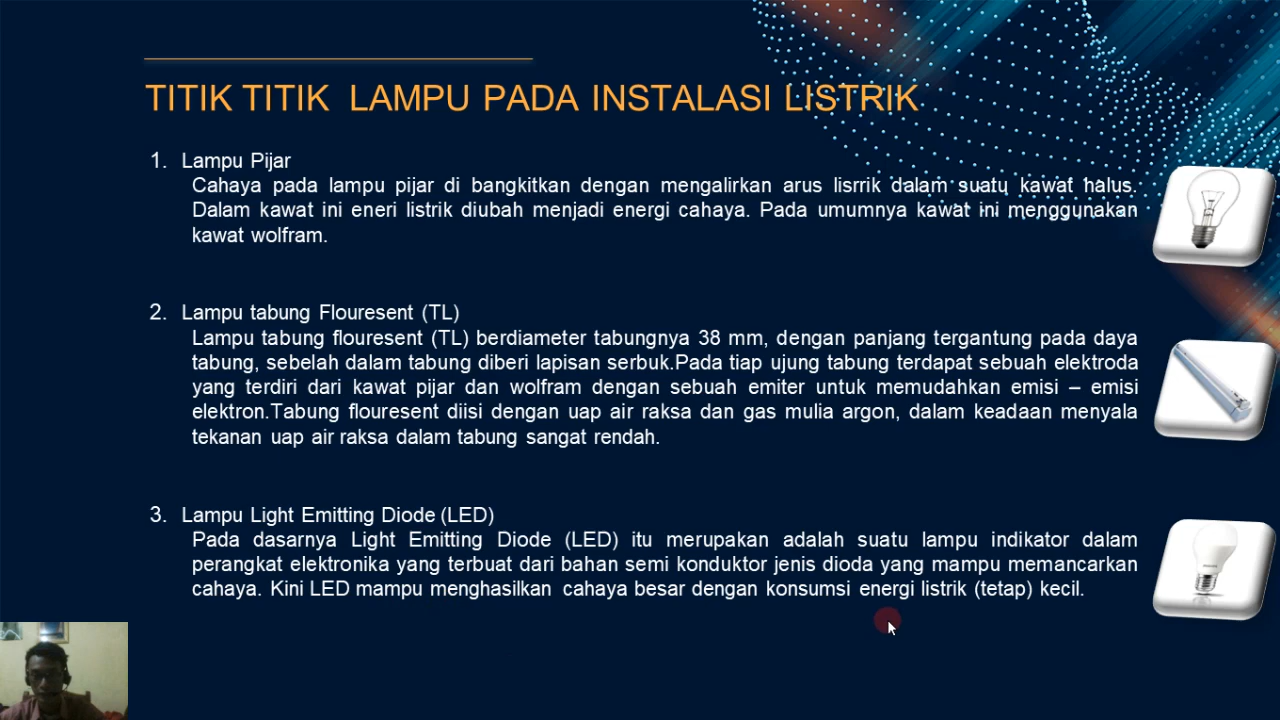 TITIK TITIK LAMPU PADA INSTALASI LISTRIK
1. Lampu Pijar
Cahaya pada lampu pijar di bangkitkan dengan mengalirkan arus lisrrik dalam suatu kawat halus.
Dalam kawat ini eneri listrik diubah menjadi energi cahaya. Pada umumnya kawat ini menggunakan
kawat wolfram.
2. Lampu tabung Flouresent (TL)
Lampu tabung flouresent (TL) berdiameter tabungnya 38 mm, dengan panjang tergantung pada daya
tabung, sebelah dalam tabung diberi lapisan serbuk.Pada tiap ujung tabung terdapat sebuah elektroda
yang terdiri dari kawat pijar dan wolfram dengan sebuah emiter untuk memudahkan emisi – emisi
elektron.Tabung flouresent diisi dengan uap air raksa dan gas mulia argon, dalam keadaan menyala
tekanan uap air raksa dalam tabung sangat rendah.
3. Lampu Light Emitting Diode (LED)
Pada dasarnya Light Emitting Diode (LED) itu merupakan adalah suatu lampu indikator dalam
perangkat elektronika yang terbuat dari bahan semi konduktor jenis dioda yang mampu memancarkan
cahaya. Kini LED mampu menghasilkan cahaya besar dengan konsumsi energi listrik (tetap) kecil.